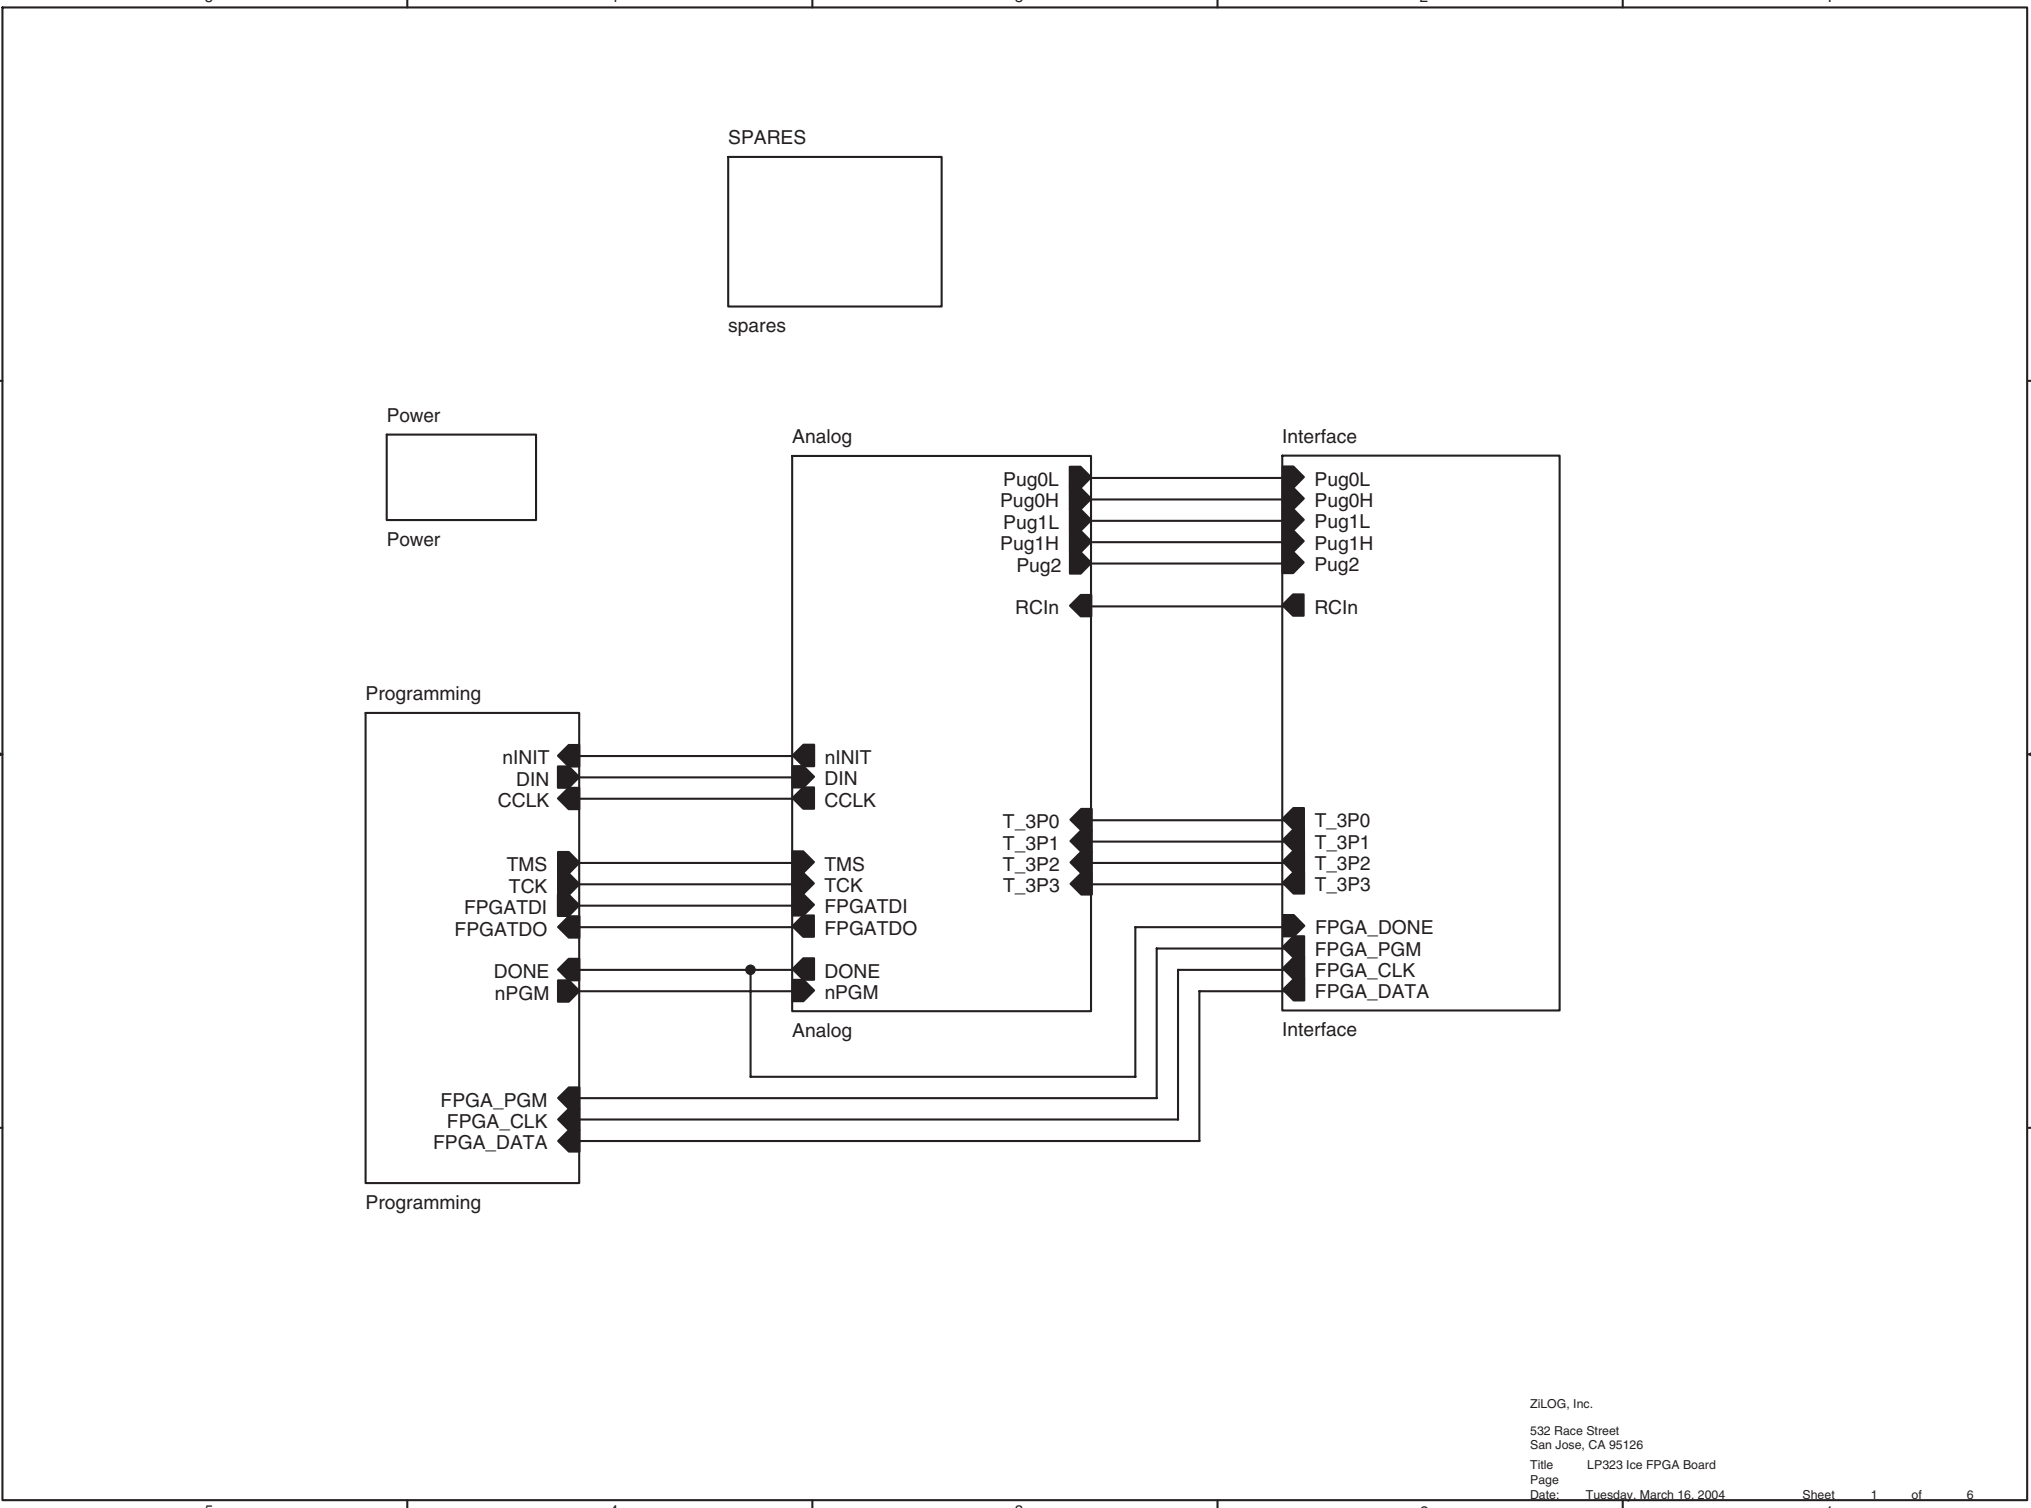 SPARES
spares
Power
Power
Analog
Pug0L
Pug0H
Pug1L
Pug1H
Pug2
RCIn
T_3P0
T_3P1
T_3P2
T_3P3
nINIT
DIN
CCLK
TMS
TCK
FPGATDI
FPGATDO
DONE
nPGM
Analog
Interface
Pug0L
Pug0H
Pug1L
Pug1H
Pug2
RCIn
T_3P0
T_3P1
T_3P2
T_3P3
FPGA_DONE
FPGA_PGM
FPGA_CLK
FPGA_DATA
Interface
Programming
nINIT
DIN
CCLK
TMS
TCK
FPGATDI
FPGATDO
DONE
nPGM
FPGA_PGM
FPGA_CLK
FPGA_DATA
Programming
ZiLOG, Inc.
532 Race Street
San Jose, CA 95126
Title LP323 Ice FPGA Board
Page
Date: Tuesday, March 16, 2004 Sheet 1 of 6